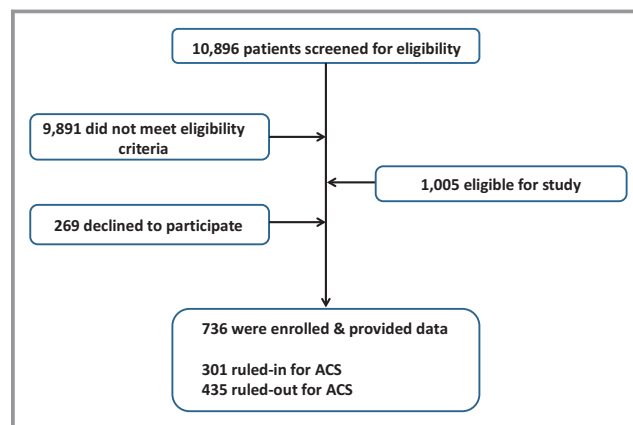 10,896 patients screened for eligibility
9,891 did not meet eligibility
criteria
1,005 eligible for study
269 declined to participate
736 were enrolled & provided data
301 ruled-in for ACS
435 ruled-out for ACS